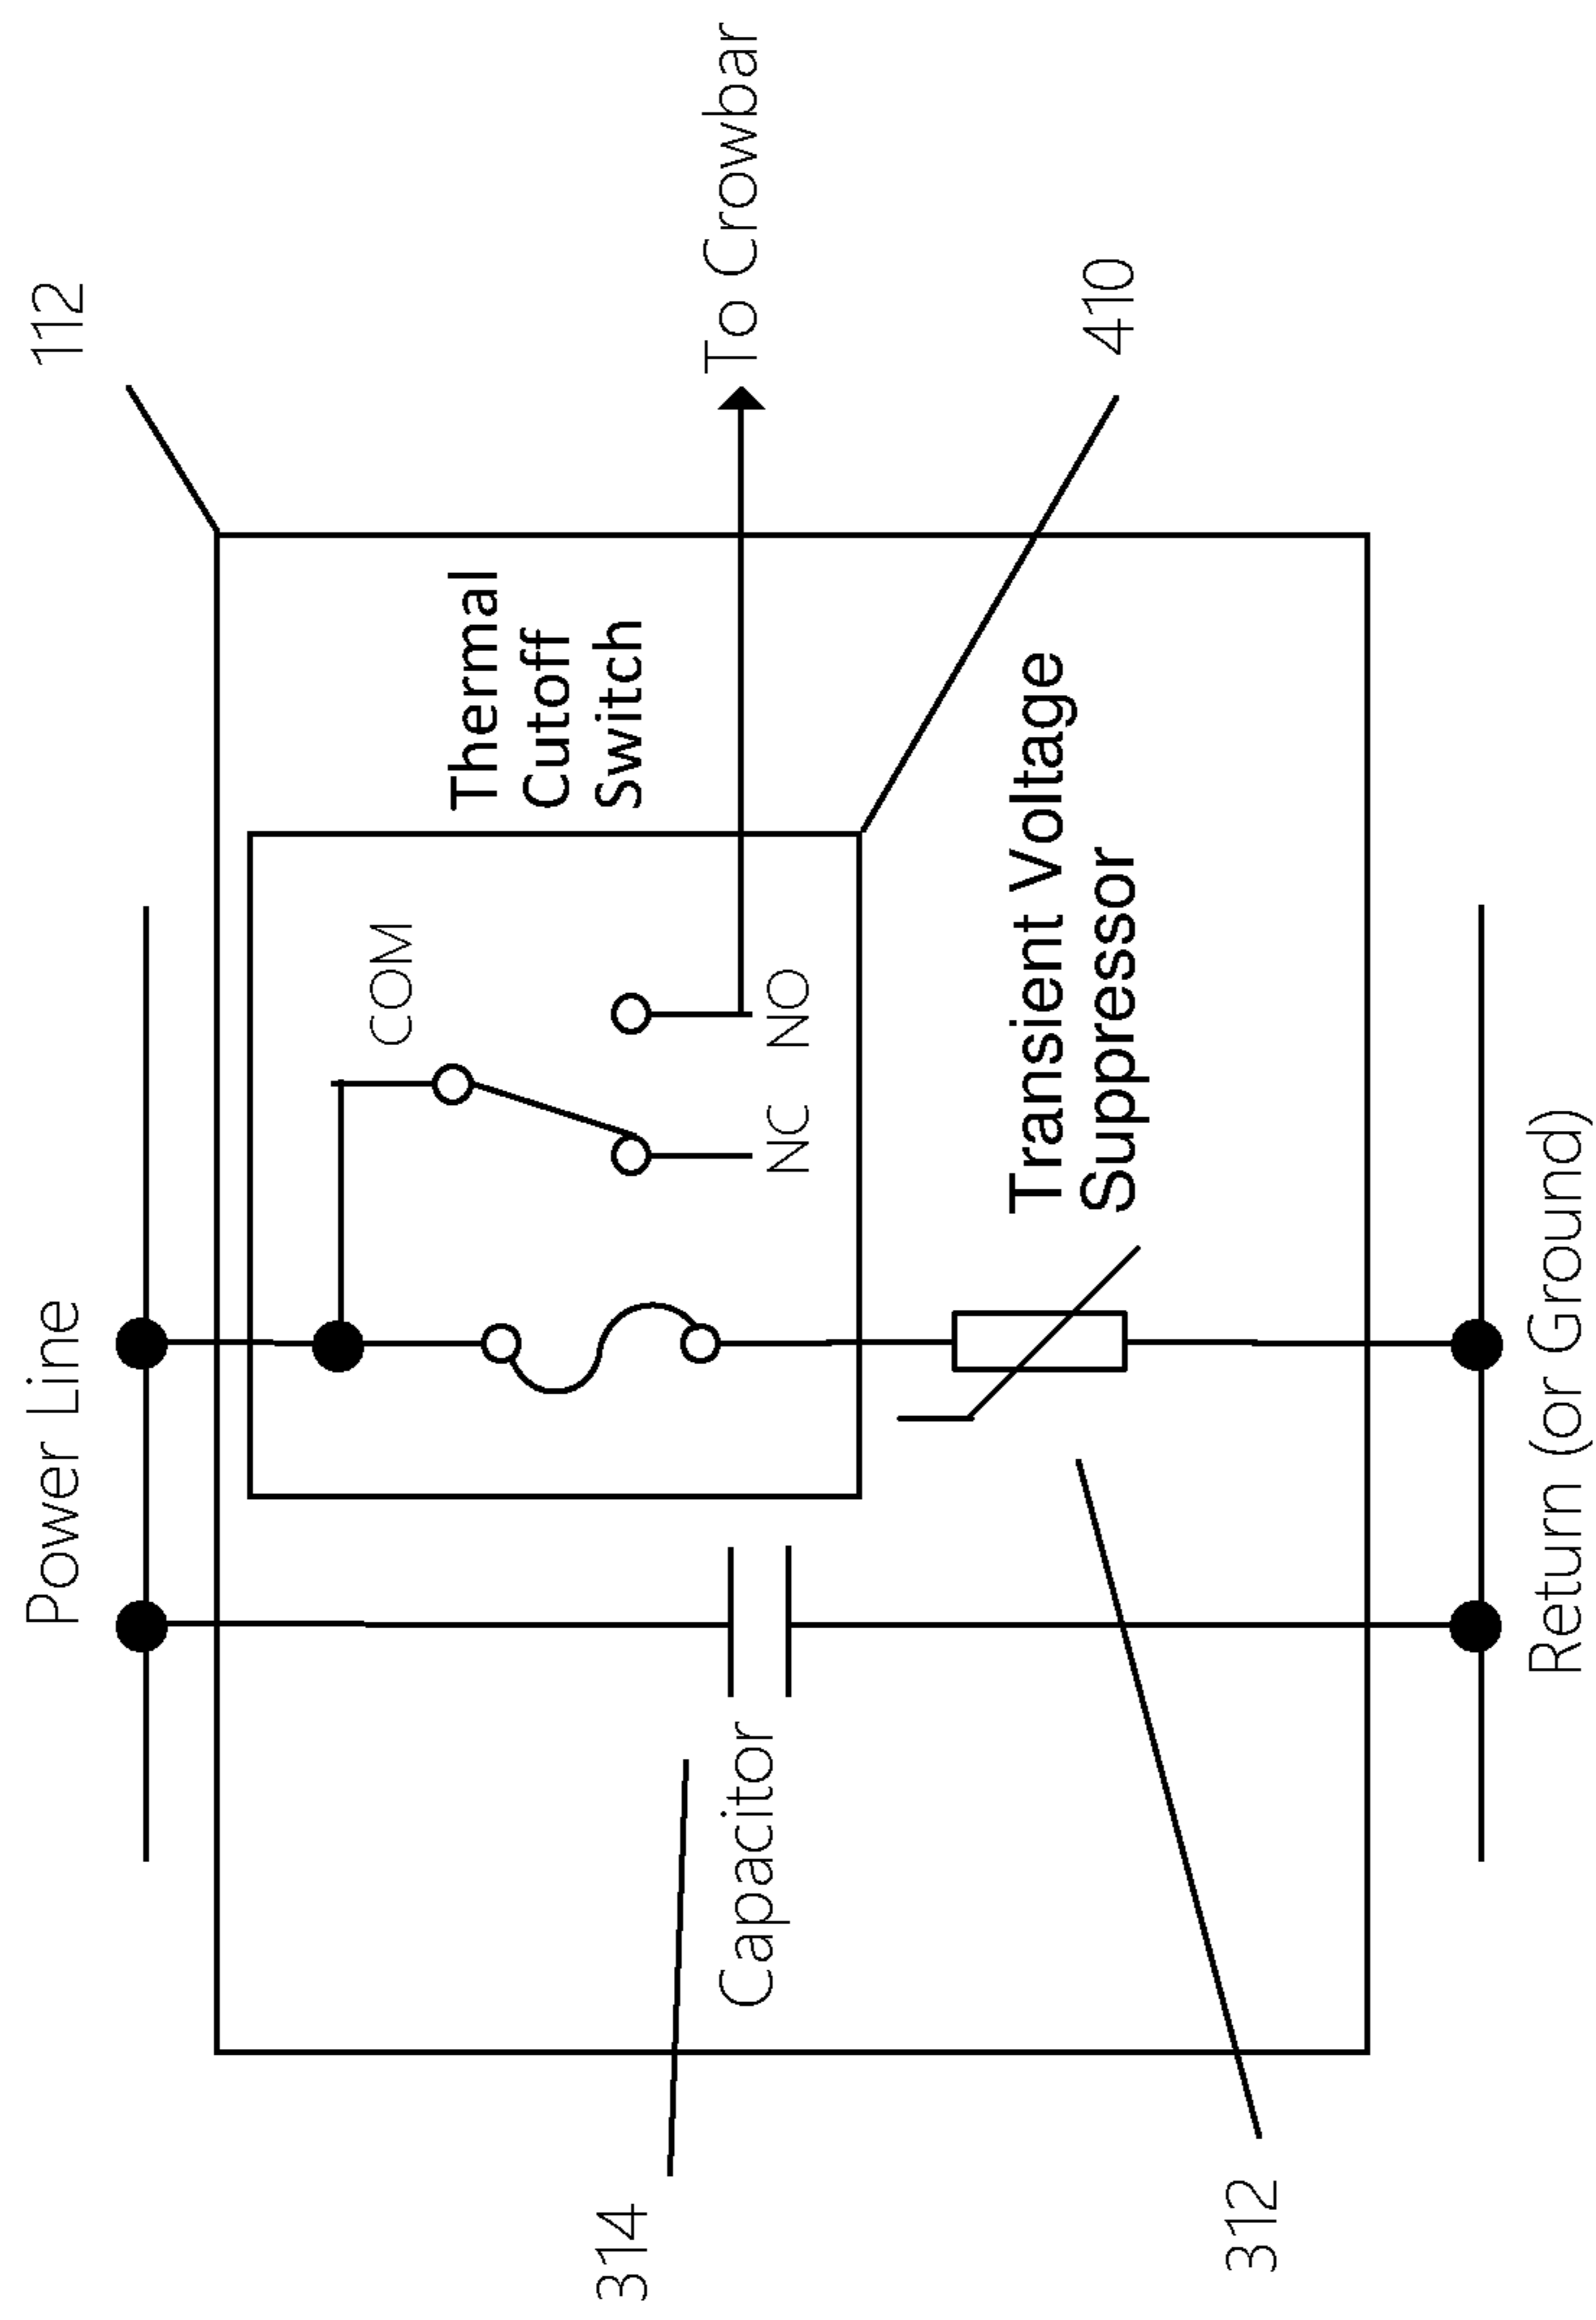 Power Line
112
Thermal
Cutoff
Switch
COM
To Crowbar
NC
NO
314
Capacitor
Transient Voltage
Suppressor
410
312
Return (or Ground)